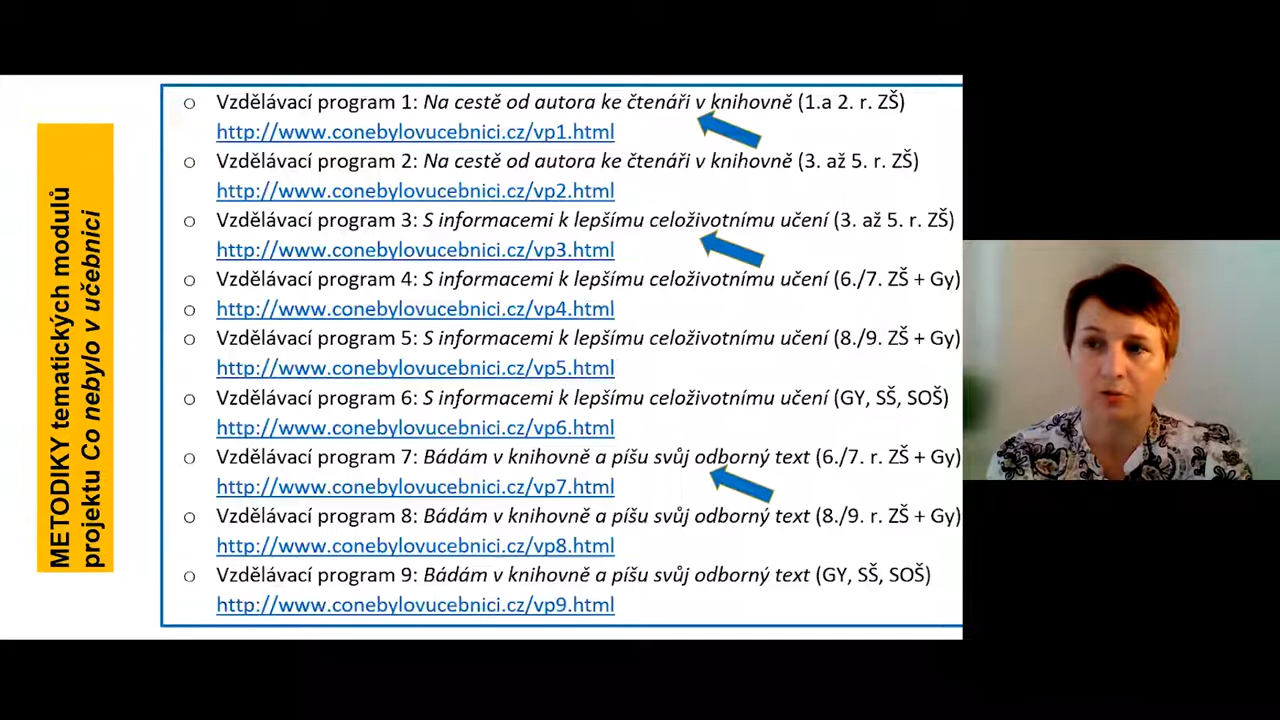 METODIKY tematických modulů
projektu Co nebylo v učebnici
Vzdělávací program 1: Na cestě od autora ke čtenáři v knihovně (1.a 2. r. ZŠ)
http://www.conebylovucebnici.cz/vp1.html
Vzdělávací program 2: Na cestě od autora ke čtenáři v knihovně (3. až 5. r. ZŠ)
http://www.conebylovucebnici.cz/vp2.html
Vzdělávací program 3: S informacemi k lepšímu celoživotnímu učení (3. až 5. r. ZŠ)
http://www.conebylovucebnici.cz/vp3.html
Vzdělávací program 4: S informacemi k lepšímu celoživotnímu učení (6./7. ZŠ + Gy)
http://www.conebylovucebnici.cz/vp4.html
Vzdělávací program 5: S informacemi k lepšímu celoživotnímu učení (8./9. ZŠ + Gy)
http://www.conebylovucebnici.cz/vp5.html
Vzdělávací program 6: S informacemi k lepšímu celoživotnímu učení (GY, SŠ, SOŠ)
http://www.conebylovucebnici.cz/vp6.html
Vzdělávací program 7: Bádám v knihovně a píšu svůj odborný text (6./7. r. ZŠ + Gy)
http://www.conebylovucebnici.cz/vp7.html
Vzdělávací program 8: Bádám v knihovně a píšu svůj odborný text (8./9. r. ZŠ + Gy)
http://www.conebylovucebnici.cz/vp8.html
Vzdělávací program 9: Bádám v knihovně a píšu svůj odborný text (GY, SŠ, SOŠ)
http://www.conebylovucebnici.cz/vp9.html